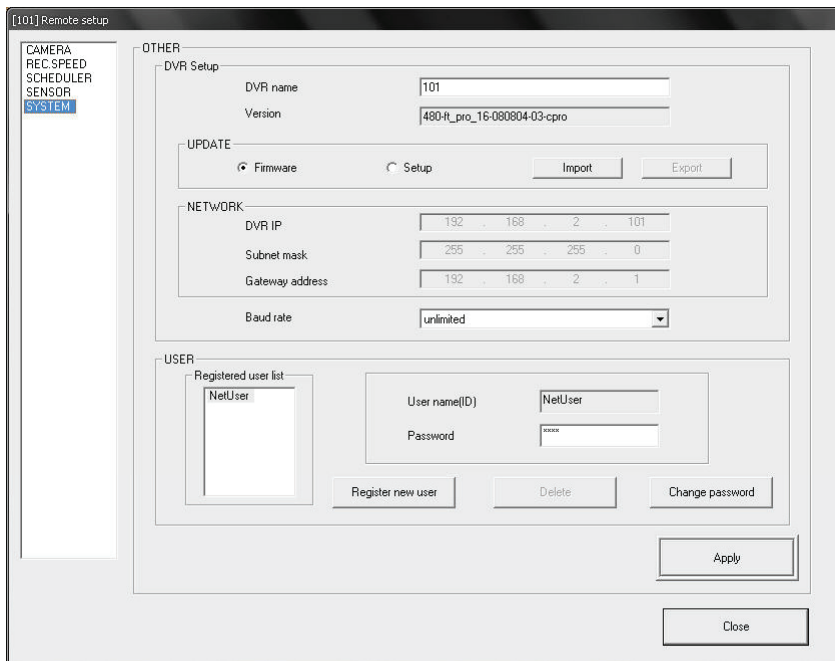 [101] Remote setup
CAMERA
REC.SPEED
SCHEDULER
SENSOR
SYSTEM
OTHER
DVR Setup
DVR name 101
Version 480-ft_pro_16-080804-03-cpro
UPDATE
Firmware Setup Import Export
NETWORK
DVR IP 192 . 168 . 2 . 101
Subnet mask 255 . 255 . 255 . 0
Gateway address 192 . 168 . 2 . 1
Baud rate unlimited
USER
Registered user list
NetUser
User name(ID) NetUser
Password ****
Register new user Delete Change password
Apply
Close